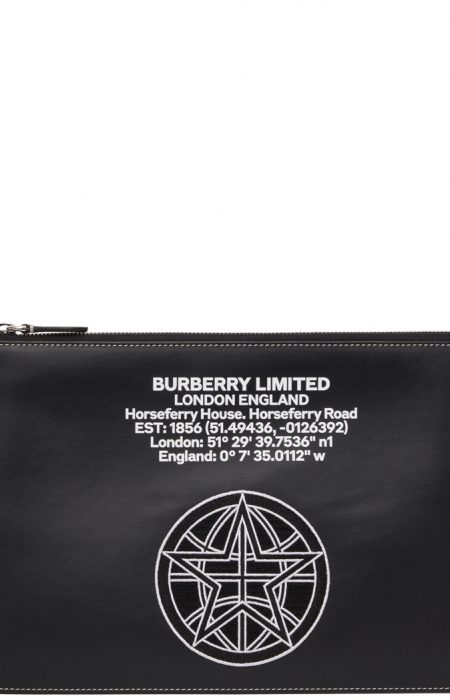 BURBERRY LIMITED
LONDON ENGLAND
Horseferry House. Horseferry Road
EST: 1856 (51.49436, -0126392)
London: 51° 29' 39.7536" n1
England: 0° 7' 35.0112" w